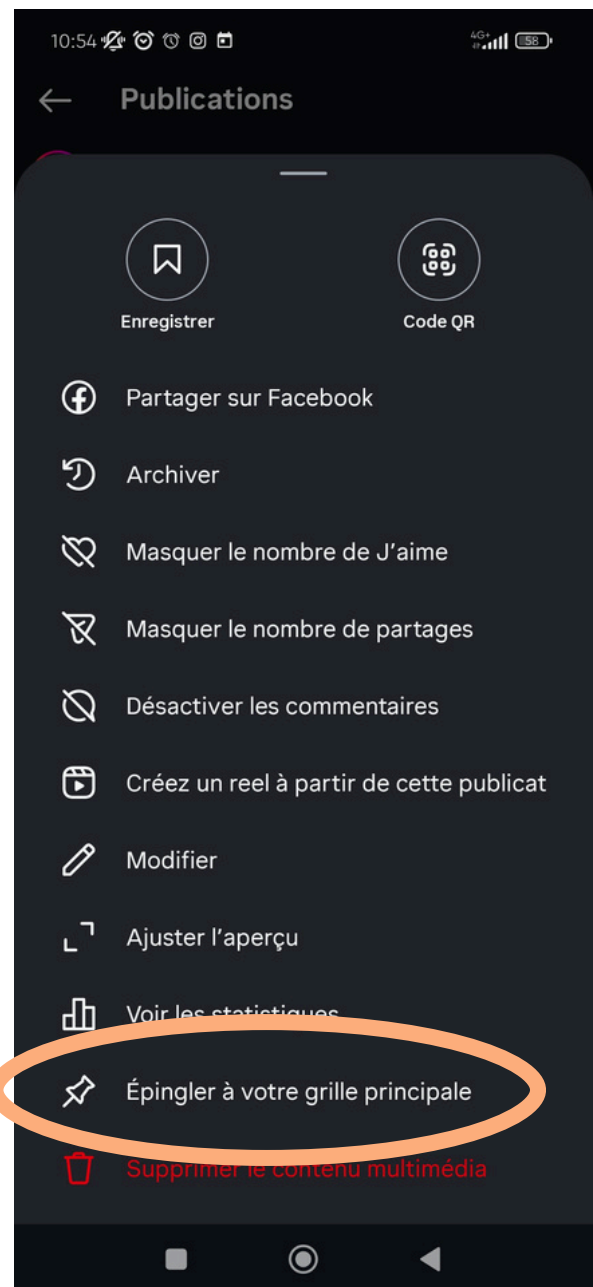 10:54
4G+
58
Publications
Enregistrer
Code QR
Partager sur Facebook
Archiver
Masquer le nombre de J'aime
Masquer le nombre de partages
Désactiver les commentaires
Créez un reel à partir de cette publicat
Modifier
Ajuster l'aperçu
Voir les statistiques
Épingler à votre grille principale
Supprimer le contenu multimédia